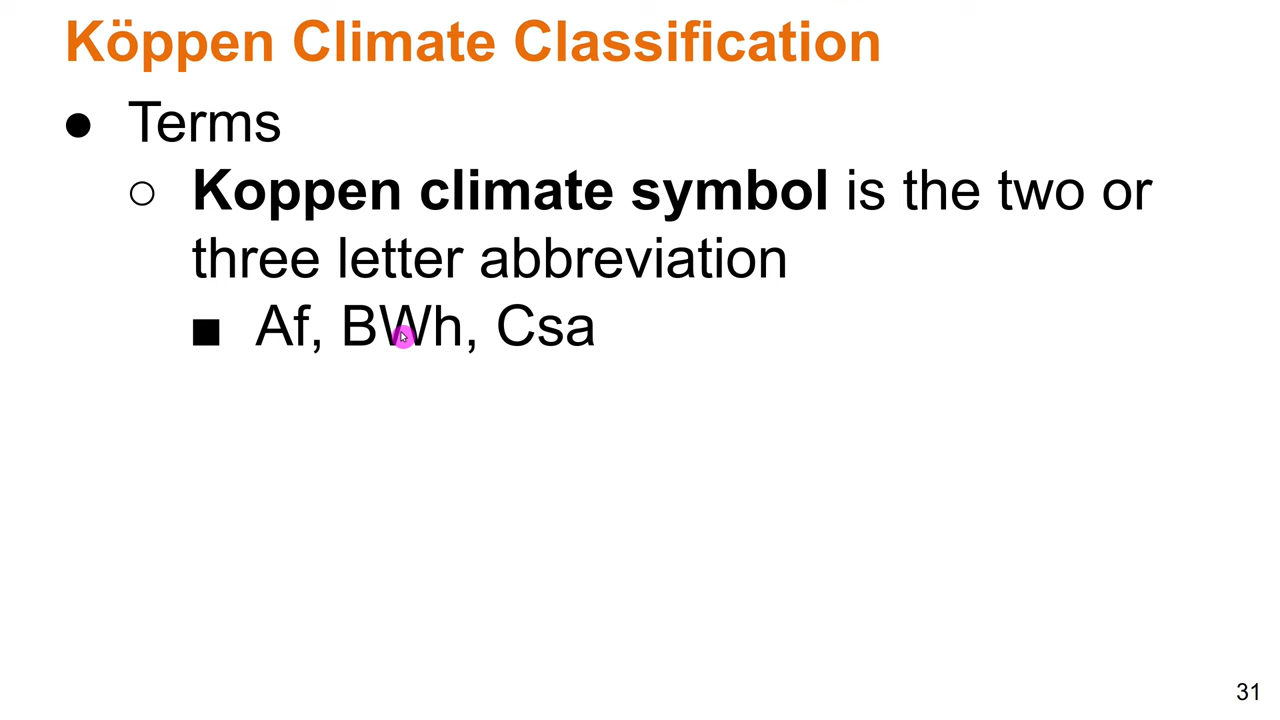 Köppen Climate Classification
● Terms
○ Koppen climate symbol is the two or
three letter abbreviation
■ Af, BWh, Csa
31